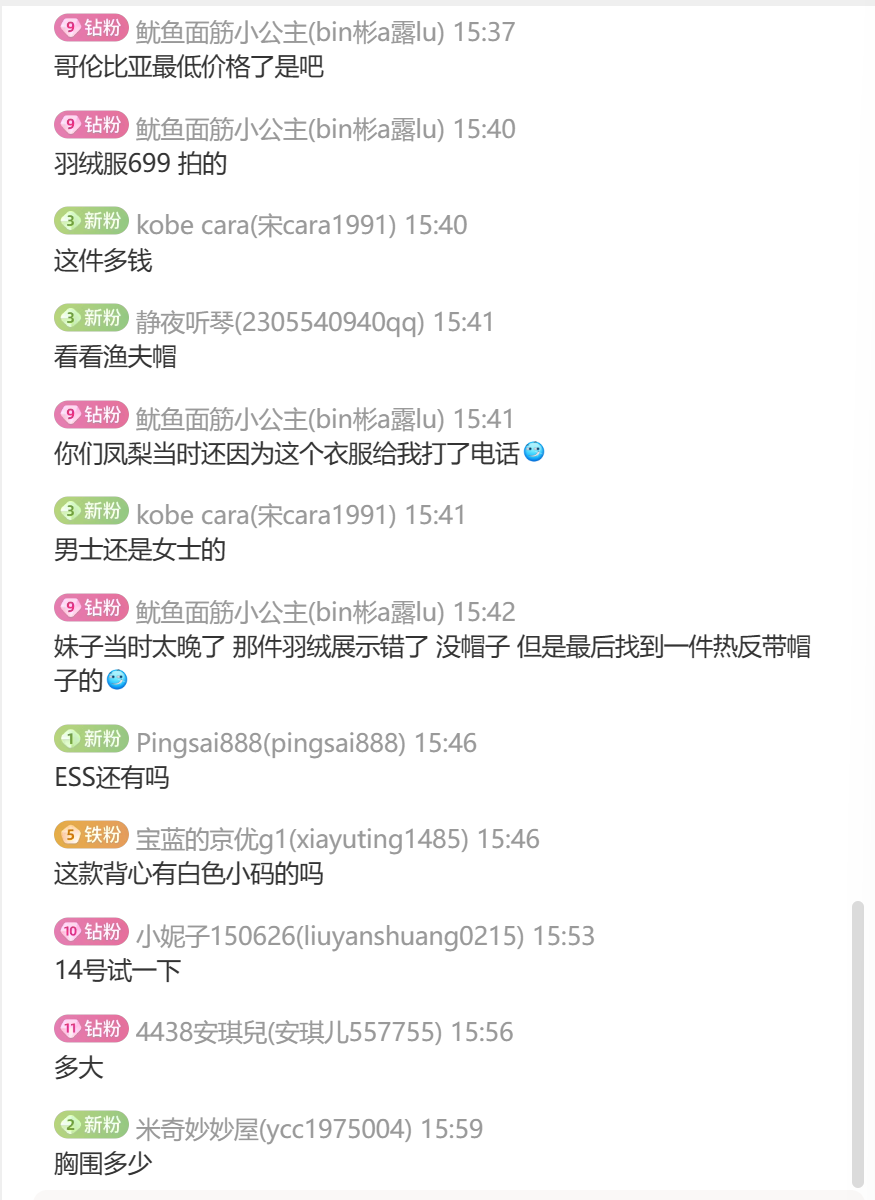 9 钻粉 鱿鱼面筋小公主(bin彬a露lu) 15:37
哥伦比亚最低价格了是吧
9 钻粉 鱿鱼面筋小公主(bin彬a露lu) 15:40
羽绒服699 拍的
3 新粉 kobe cara(宋cara1991) 15:40
这件多钱
3 新粉 静夜听琴(2305540940qq) 15:41
看看渔夫帽
9 钻粉 鱿鱼面筋小公主(bin彬a露lu) 15:41
你们凤梨当时还因为这个衣服给我打了电话
3 新粉 kobe cara(宋cara1991) 15:41
男士还是女士的
9 钻粉 鱿鱼面筋小公主(bin彬a露lu) 15:42
妹子当时太晚了 那件羽绒展示错了 没帽子 但是最后找到一件热反带帽
子的
1 新粉 Pingsai888(pingsai888) 15:46
ESS还有吗
5 铁粉 宝蓝的京优g1(xiayuting1485) 15:46
这款背心有白色小码的吗
10 钻粉 小妮子150626(liuyanshuang0215) 15:53
14号试一下
11 钻粉 4438安琪兒(安琪儿557755) 15:56
多大
2 新粉 米奇妙妙屋(ycc1975004) 15:59
胸围多少